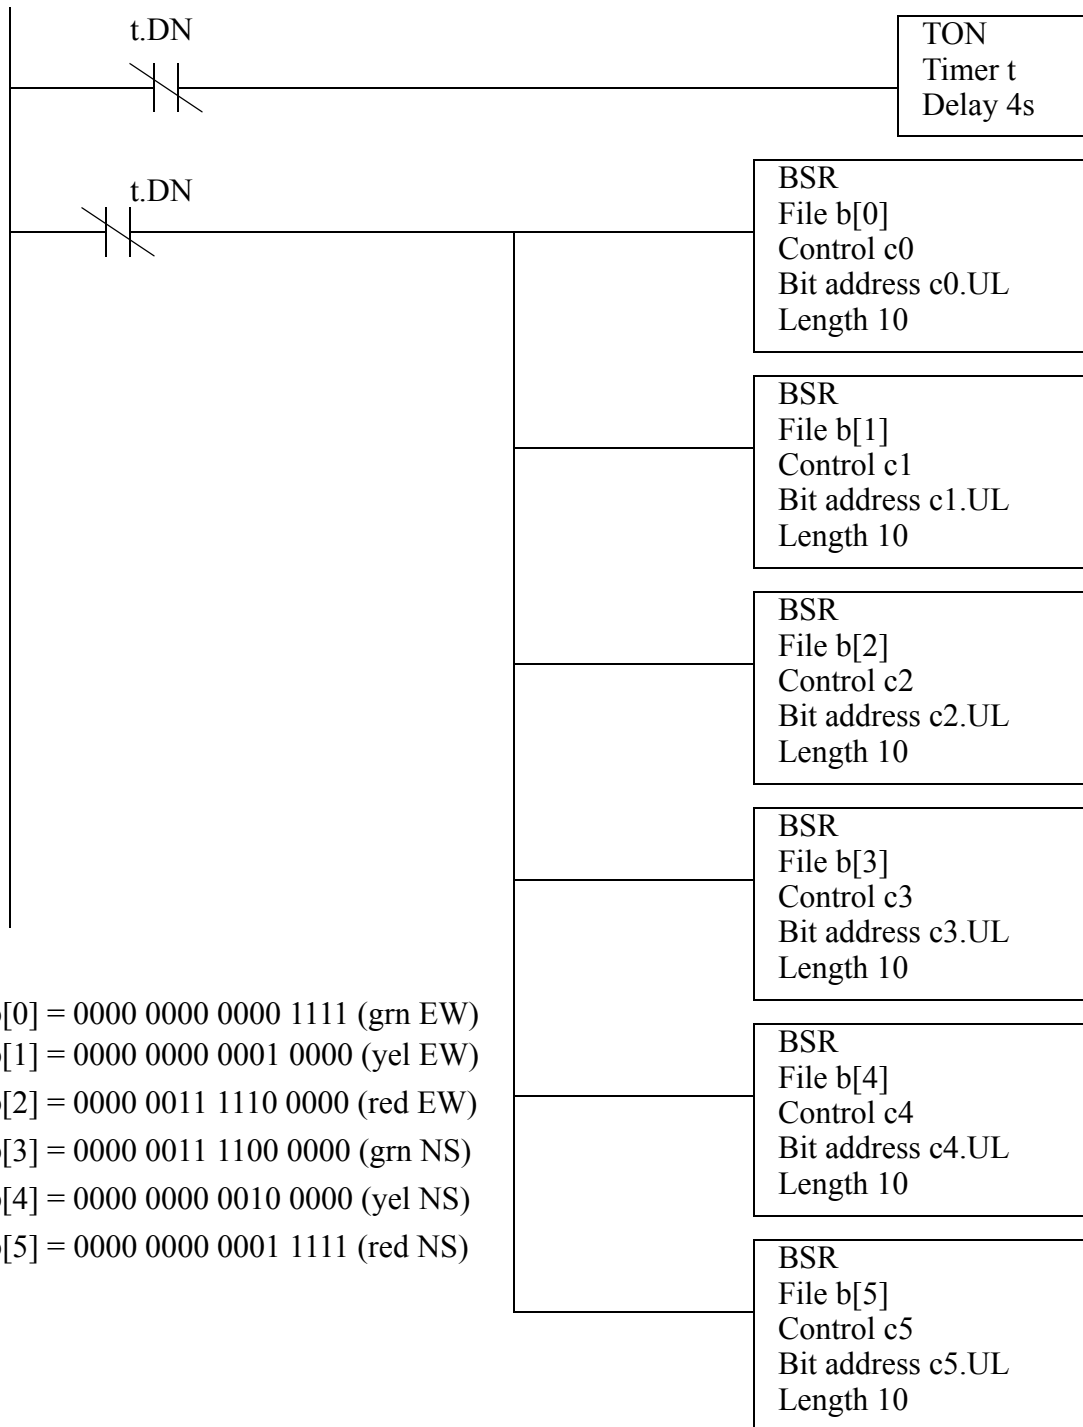 t.DN
TON
Timer t
Delay 4s
t.DN
BSR
File b[0]
Control c0
Bit address c0.UL
Length 10
BSR
File b[1]
Control c1
Bit address c1.UL
Length 10
BSR
File b[2]
Control c2
Bit address c2.UL
Length 10
BSR
File b[3]
Control c3
Bit address c3.UL
Length 10
BSR
File b[4]
Control c4
Bit address c4.UL
Length 10
BSR
File b[5]
Control c5
Bit address c5.UL
Length 10
b[0] = 0000 0000 0000 1111 (grn EW)
b[1] = 0000 0000 0001 0000 (yel EW)
b[2] = 0000 0011 1110 0000 (red EW)
b[3] = 0000 0011 1100 0000 (grn NS)
b[4] = 0000 0000 0010 0000 (yel NS)
b[5] = 0000 0000 0001 1111 (red NS)